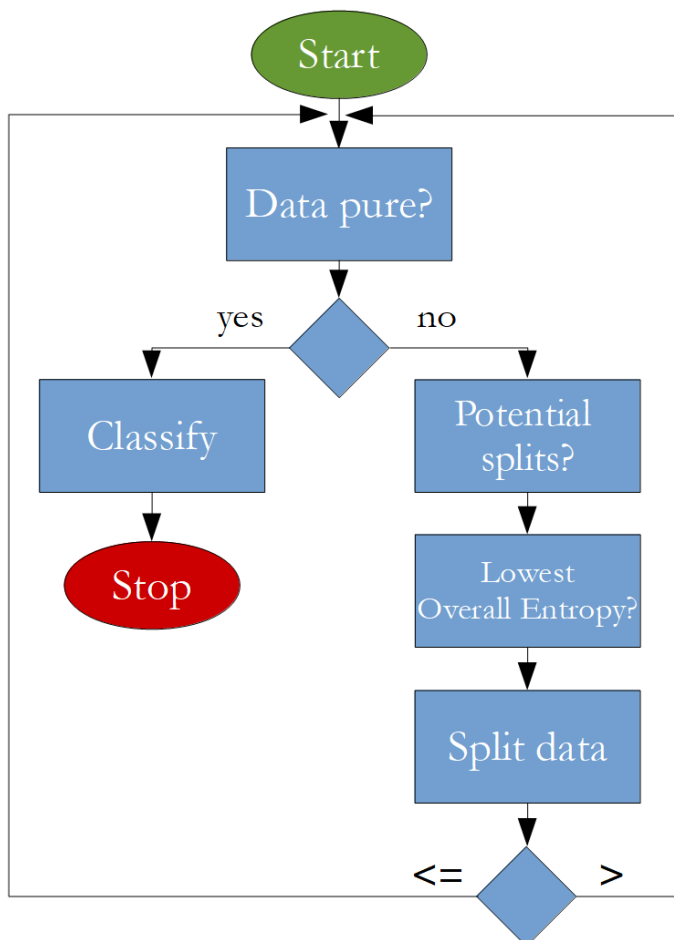 Start
Data pure?
yes
no
Classify
Potential
splits?
Stop
Lowest
Overall Entropy?
Split data
<=
>